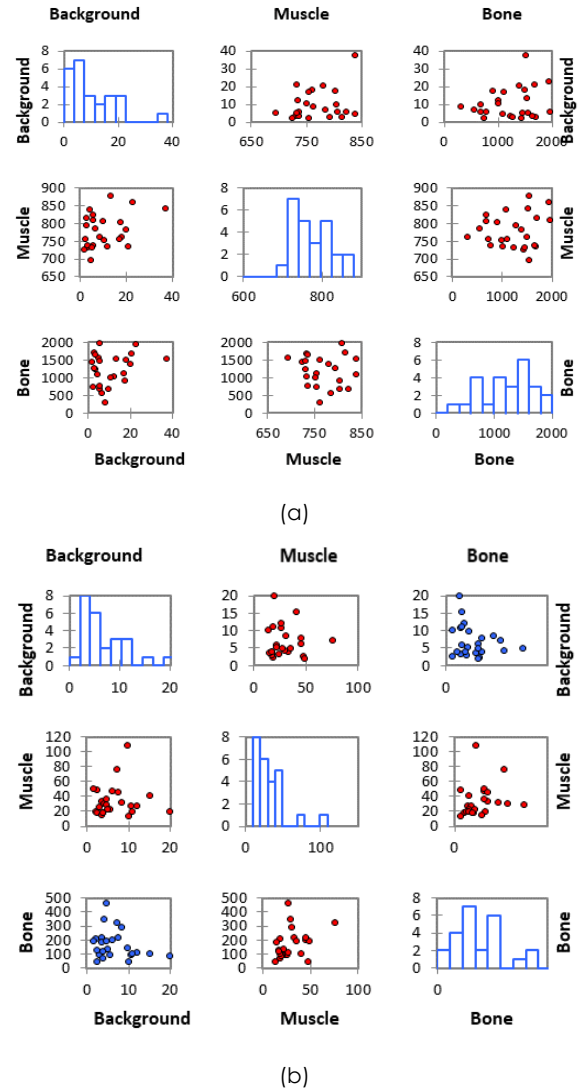 Background Muscle Bone
8 40 40
6 30 30
4 20 20
2 10 10
0 0 0
0 20 40 650 750 850 0 1000 2000
Background
900 8 900
850 6 850
800 4 800
750 2 750
700 0 700
650 650
0 20 40 600 800 0 1000 2000
Muscle
Muscle
2000 2000 8
1500 1500 6
1000 1000 4
500 500 2
0 0 0
0 20 40 650 750 850 0 1000 2000
Bone
Bone
Background Muscle Bone
(a)
Background Muscle Bone
8 20 20
6 15 15
4 10 10
2 5 5
0 0 0
0 10 20 0 50 100 0
Background
120 8 120
100 6 100
80 4 80
60 2 60
40 0 40
20 20
0 0
0 10 20 0 100 0
Muscle
Muscle
500 500 8
400 400 6
300 300 4
200 200 2
100 100 0
0 0
0 10 20 0 50 100 0
Bone
Bone
Background Muscle Bone
(b)